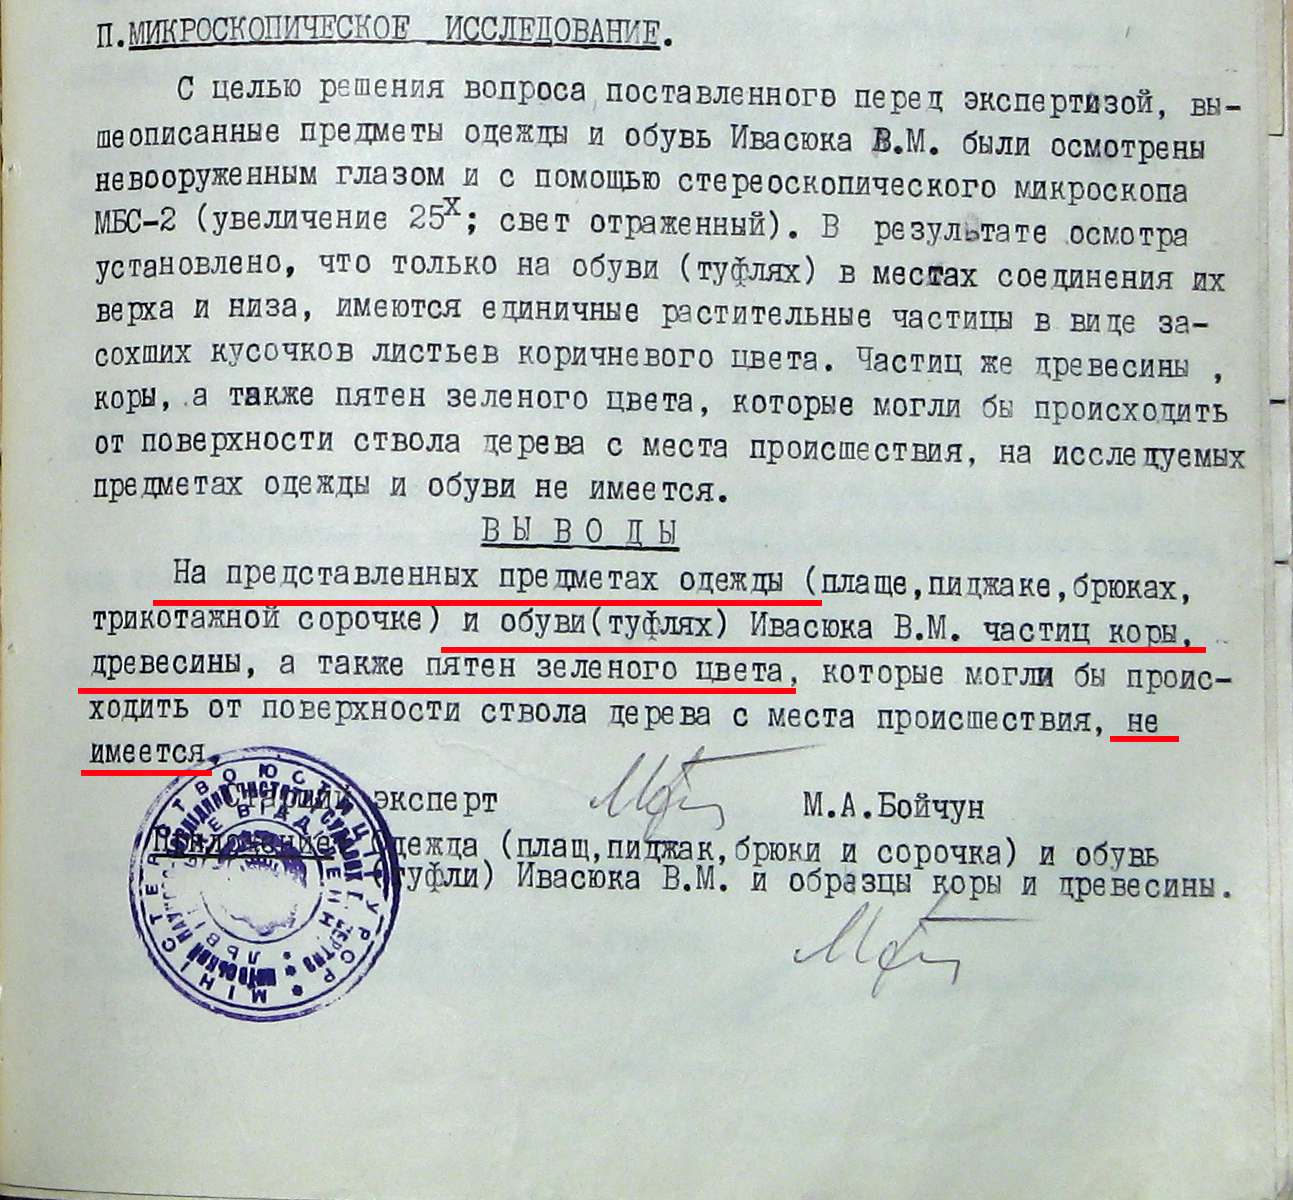 П.МИКРОСКОПИЧЕСКОЕ ИССЛЕДОВАНИЕ.
С целью решения вопроса поставленного перед экспертизой, вы-
шеописанные предметы одежды и обувь Ивасюка В.М. были осмотрены
невооруженным глазом и с помощью стереоскопического микроскопа
МБС-2 (увеличение 25х; свет отраженный). В результате осмотра
установлено, что только на обуви (туфлях) в местах соединения их
верха и низа, имеются единичные растительные частицы в виде за-
сохших кусочков листьев коричневого цвета. Частиц же древесины ,
коры, а также пятен зеленого цвета, которые могли бы происходить
от поверхности ствола дерева с места происшествия, на исследуемых
предметах одежды и обуви не имеется.
ВЫВОДЫ
На представленных предметах одежды (плаще,пиджаке,брюках,
трикотажной сорочке) и обуви(туфлях) Ивасюка В.М. частиц коры,
древесины, а также пятен зеленого цвета, которые могли бы проис-
ходить от поверхности ствола дерева с места происшествия, не
имеется.
Старший эксперт М.А.Бойчун
Приложение: одежда (плащ,пиджак,брюки и сорочка) и обувь
(туфли) Ивасюка В.М. и образцы коры и древесины.
МІНІСТЕРСТВО ЮСТИЦІЇ УРСР